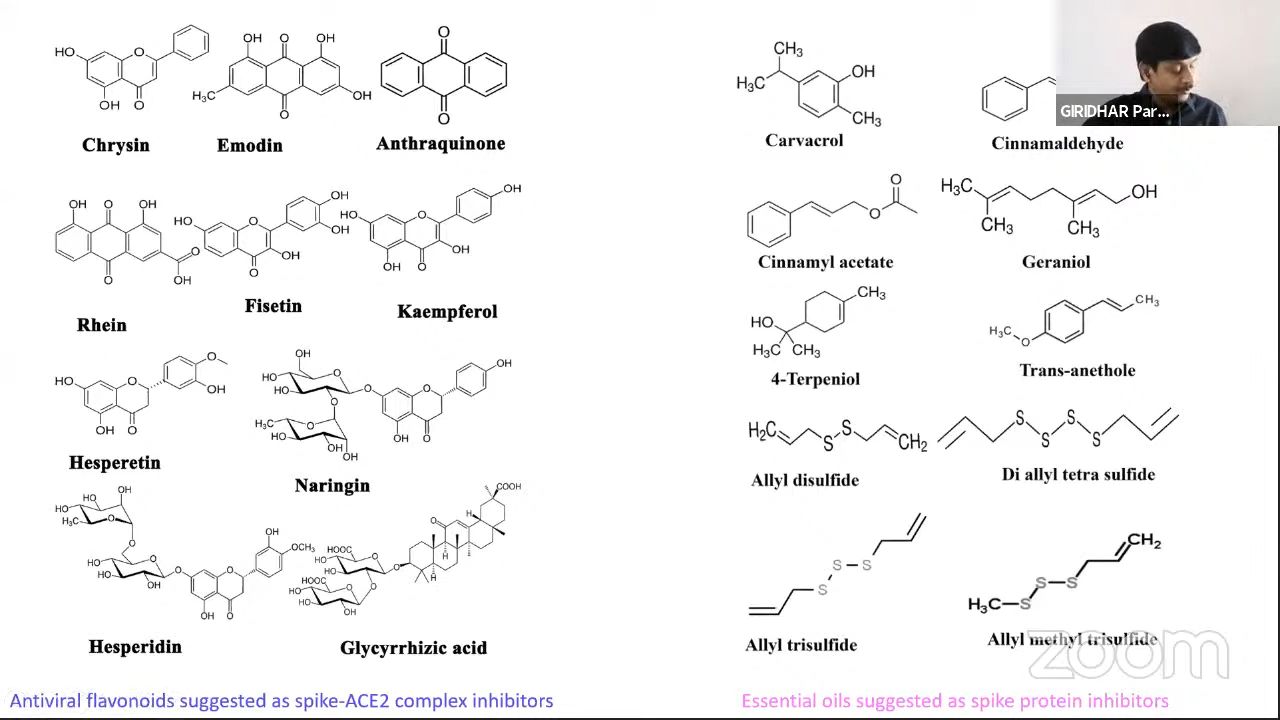 Chrysin
Emodin
Anthraquinone
Rhein
Fisetin
Kaempferol
Hesperetin
Naringin
Hesperidin
Glycyrrhizic acid
Antiviral flavonoids suggested as spike-ACE2 complex inhibitors
Carvacrol
Cinnamaldehyde
Cinnamyl acetate
Geraniol
4-Terpeniol
Trans-anethole
Allyl disulfide
Di allyl tetra sulfide
Allyl trisulfide
Allyl methyl trisulfide
Essential oils suggested as spike protein inhibitors
GIRIDHAR Par...
zoom